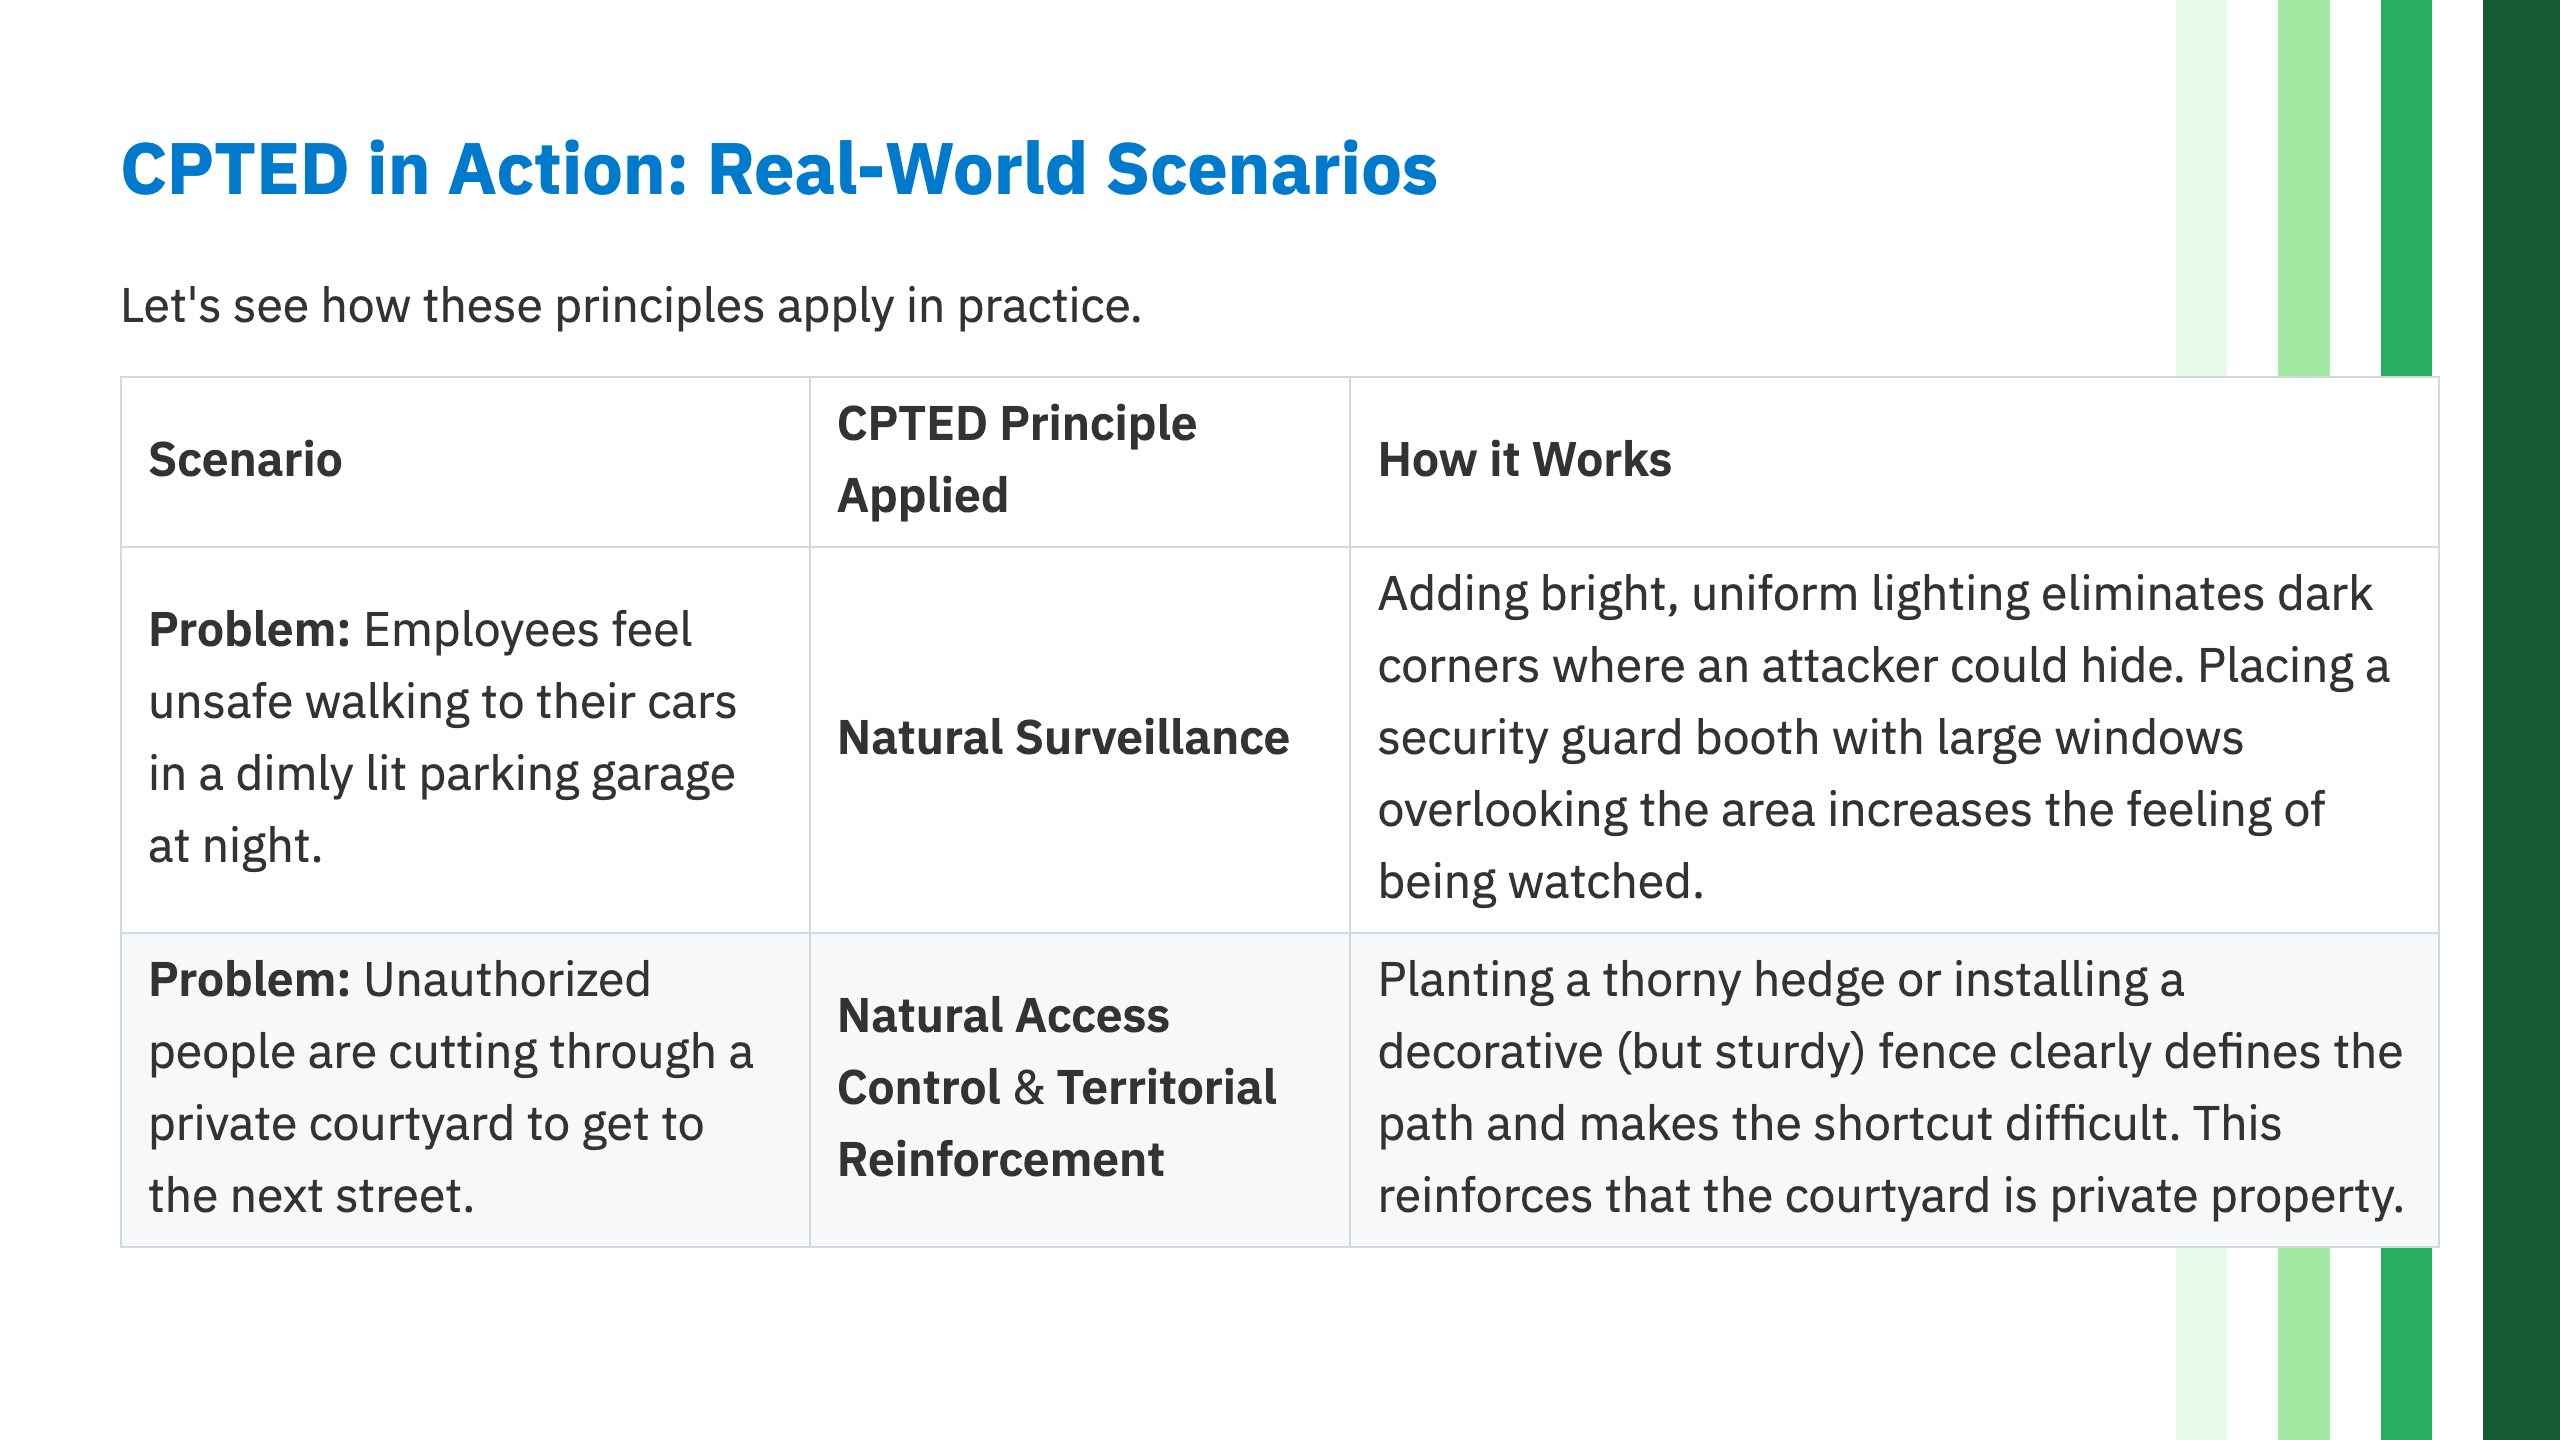 CPTED in Action: Real-World Scenarios
Let's see how these principles apply in practice.
Scenario
CPTED Principle
Applied
How it Works
Problem: Employees feel
unsafe walking to their cars
in a dimly lit parking garage
at night.
Natural Surveillance
Adding bright, uniform lighting eliminates dark
corners where an attacker could hide. Placing a
security guard booth with large windows
overlooking the area increases the feeling of
being watched.
Problem: Unauthorized
people are cutting through a
private courtyard to get to
the next street.
Natural Access
Control & Territorial
Reinforcement
Planting a thorny hedge or installing a
decorative (but sturdy) fence clearly defines the
path and makes the shortcut difficult. This
reinforces that the courtyard is private property.